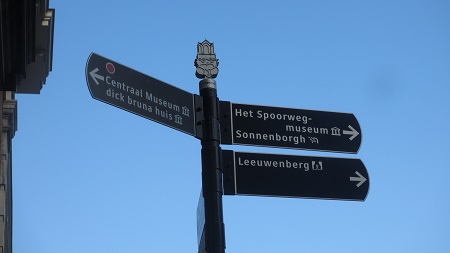 Centraal Museum
dick bruna huis
Het Spoorweg-
museum
Sonnenborgh
Leeuwenberg